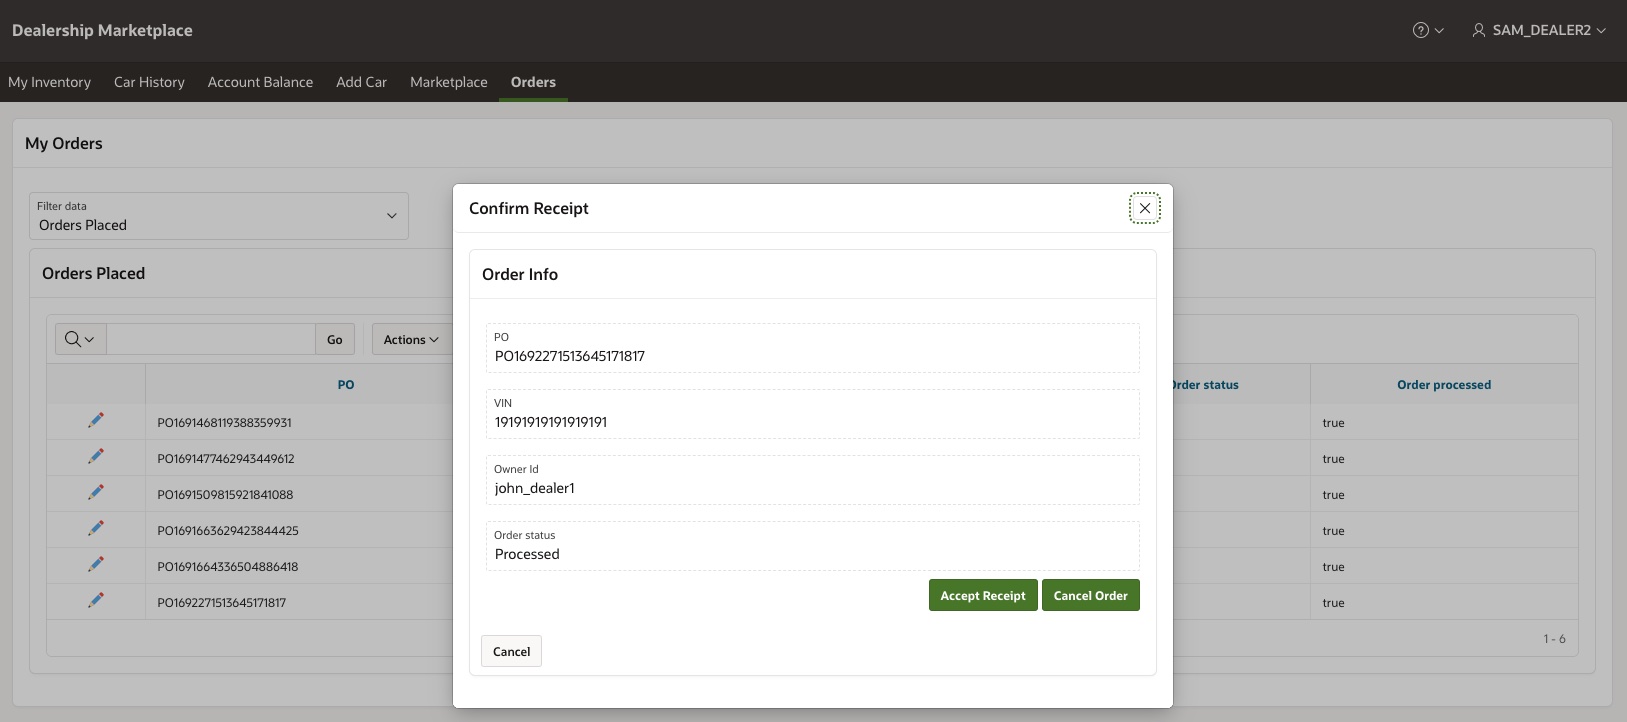 Dealership Marketplace
SAM_DEALER2
My Inventory Car History Account Balance Add Car Marketplace Orders
My Orders
Filter data
Orders Placed
Orders Placed
Go Actions
PO Order status Order processed
PO1691468119388359931 true
PO1691477462943449612 true
PO1691509815921841088 true
PO1691663629423844425 true
PO1691664336504886418 true
PO1692271513645171817 true
1 - 6
Confirm Receipt
Order Info
PO
PO1692271513645171817
VIN
19191919191919191
Owner Id
john_dealer1
Order status
Processed
Accept Receipt Cancel Order
Cancel